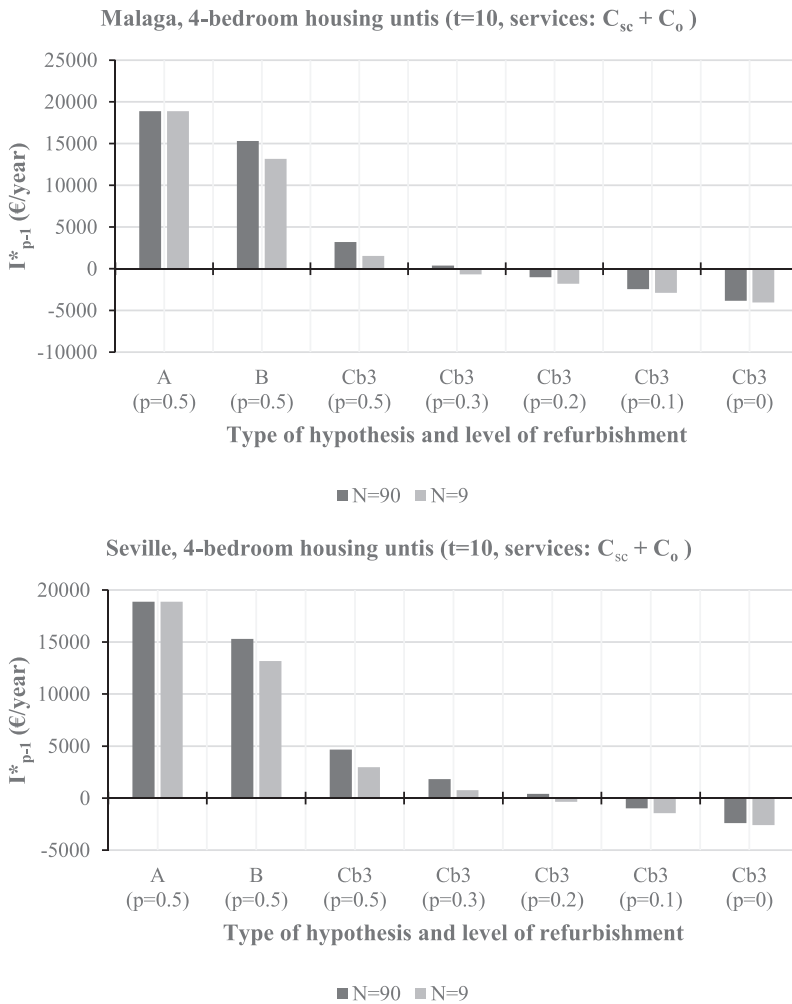 Malaga, 4-bedroom housing untis (t=10, services: Csc + Co )
25000
20000
15000
10000
5000
0
-5000
-10000
I*p-1 (€/year)
A B Cb3 Cb3 Cb3 Cb3 Cb3
(p=0.5) (p=0.5) (p=0.5) (p=0.3) (p=0.2) (p=0.1) (p=0)
Type of hypothesis and level of refurbishment
N=90 N=9
Seville, 4-bedroom housing untis (t=10, services: Csc + Co )
20000
15000
10000
5000
0
-5000
I*p-1 (€/year)
A B Cb3 Cb3 Cb3 Cb3 Cb3
(p=0.5) (p=0.5) (p=0.5) (p=0.3) (p=0.2) (p=0.1) (p=0)
Type of hypothesis and level of refurbishment
N=90 N=9